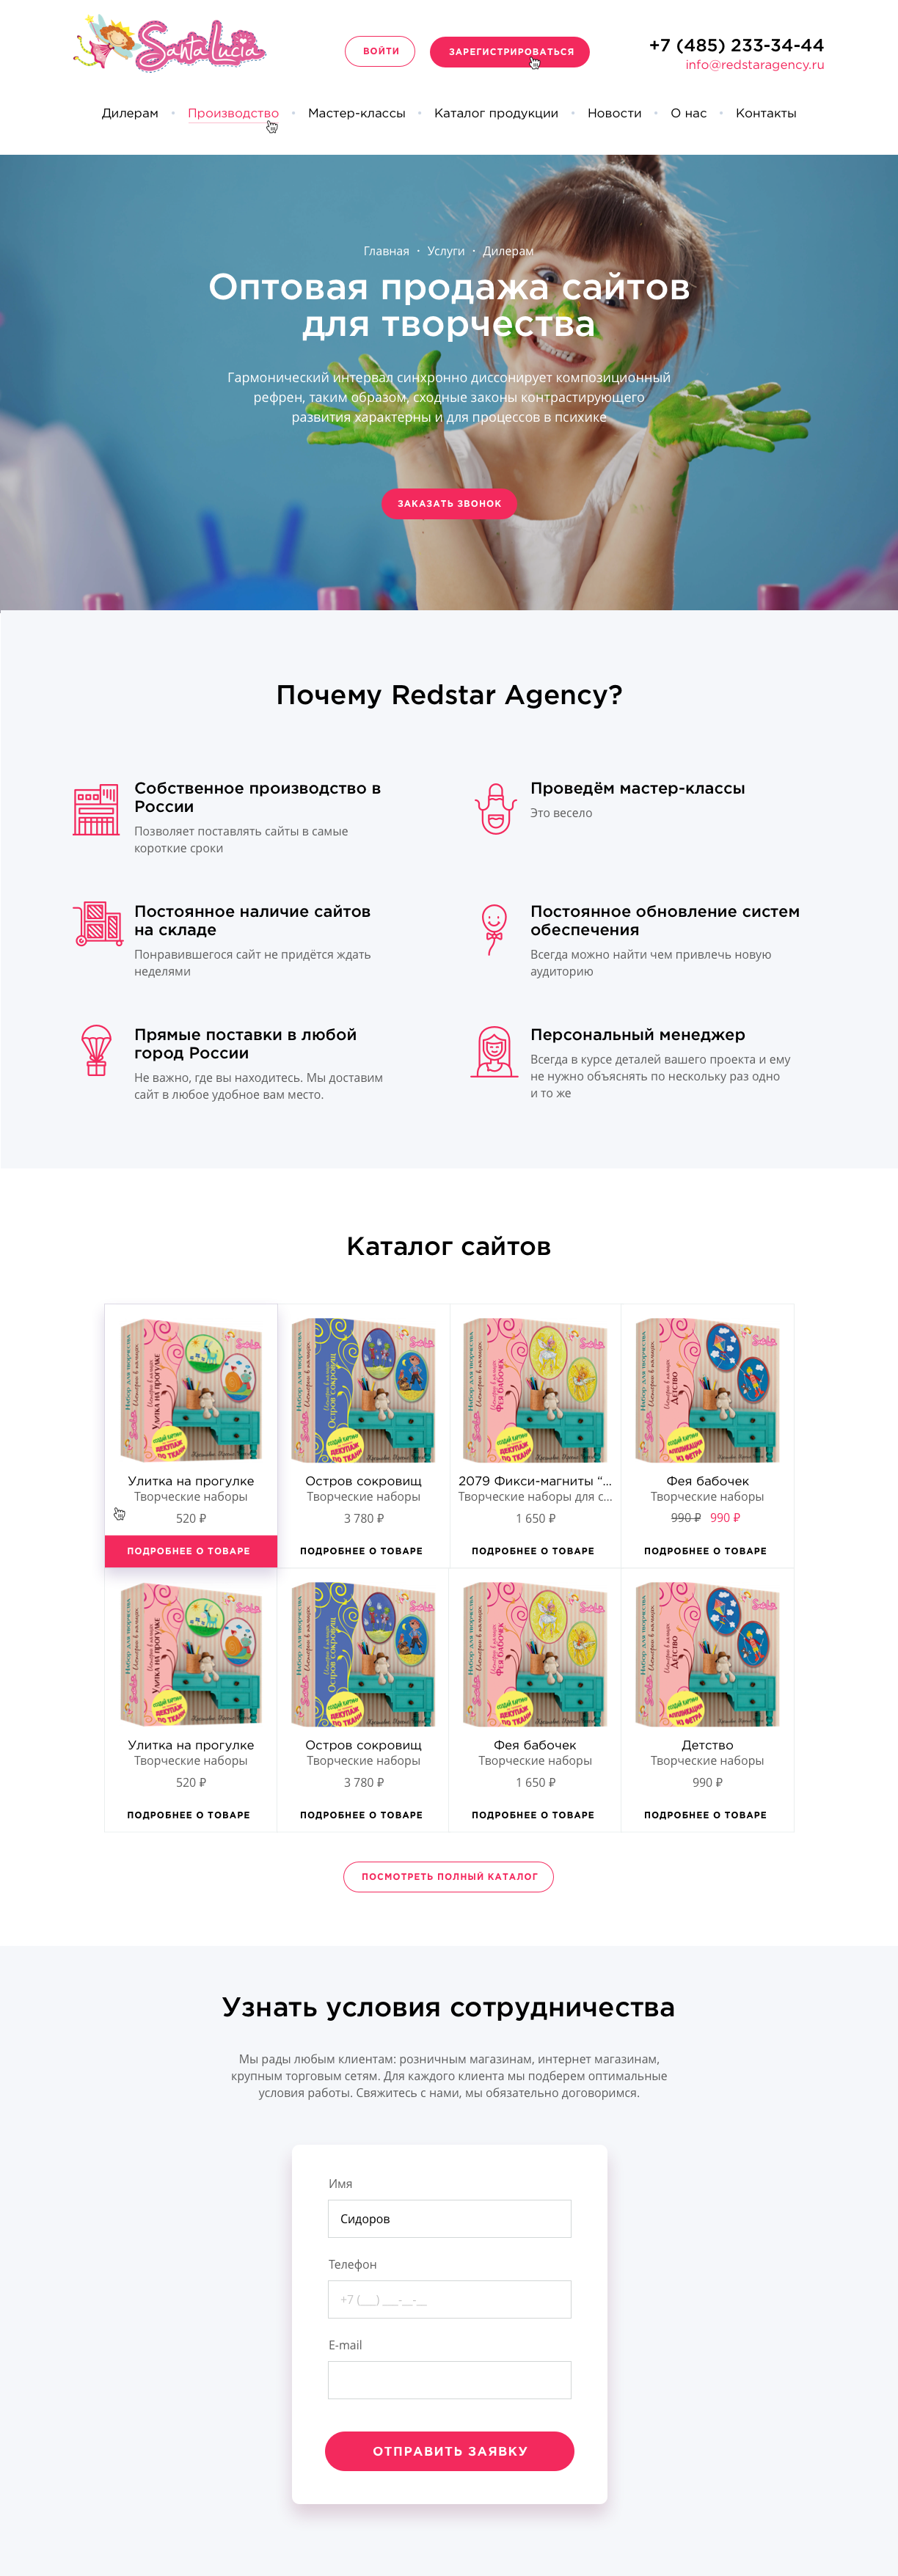 Santa Lucia
ВОЙТИ
ЗАРЕГИСТРИРОВАТЬСЯ
+7 (485) 233-34-44
info@redstaragency.ru
Дилерам • Производство • Мастер-классы • Каталог продукции • Новости • О нас • Контакты
Главная • Услуги • Дилерам
Оптовая продажа сайтов
для творчества
Гармонический интервал синхронно диссонирует композиционный
рефрен, таким образом, сходные законы контрастирующего
развития характерны и для процессов в психике
ЗАКАЗАТЬ ЗВОНОК
Почему Redstar Agency?
Собственное производство в
России
Позволяет поставлять сайты в самые
короткие сроки
Проведём мастер-классы
Это весело
Постоянное наличие сайтов
на складе
Понравившегося сайт не придётся ждать
неделями
Постоянное обновление систем
обеспечения
Всегда можно найти чем привлечь новую
аудиторию
Прямые поставки в любой
город России
Не важно, где вы находитесь. Мы доставим
сайт в любое удобное вам место.
Персональный менеджер
Всегда в курсе деталей вашего проекта и ему
не нужно объяснять по нескольку раз одно
и то же
Каталог сайтов
Улитка на прогулке
Творческие наборы
520 ₽
ПОДРОБНЕЕ О ТОВАРЕ
Остров сокровищ
Творческие наборы
3 780 ₽
ПОДРОБНЕЕ О ТОВАРЕ
2079 Фикси-магниты “...
Творческие наборы для с...
1 650 ₽
ПОДРОБНЕЕ О ТОВАРЕ
Фея бабочек
Творческие наборы
990 ₽ 990 ₽
ПОДРОБНЕЕ О ТОВАРЕ
Улитка на прогулке
Творческие наборы
520 ₽
ПОДРОБНЕЕ О ТОВАРЕ
Остров сокровищ
Творческие наборы
3 780 ₽
ПОДРОБНЕЕ О ТОВАРЕ
Фея бабочек
Творческие наборы
1 650 ₽
ПОДРОБНЕЕ О ТОВАРЕ
Детство
Творческие наборы
990 ₽
ПОДРОБНЕЕ О ТОВАРЕ
ПОСМОТРЕТЬ ПОЛНЫЙ КАТАЛОГ
Узнать условия сотрудничества
Мы рады любым клиентам: розничным магазинам, интернет магазинам,
крупным торговым сетям. Для каждого клиента мы подберем оптимальные
условия работы. Свяжитесь с нами, мы обязательно договоримся.
Имя
Сидоров
Телефон
+7 (___) ___-__-__
E-mail
ОТПРАВИТЬ ЗАЯВКУ